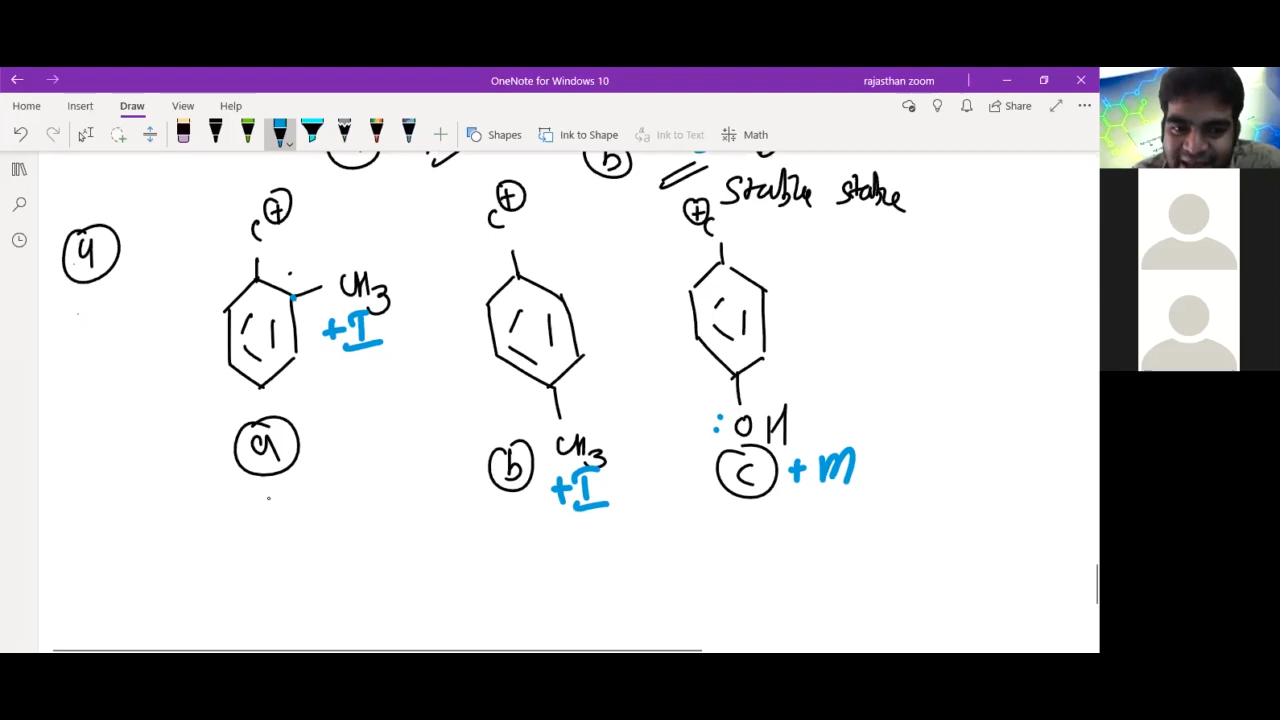 OneNote for Windows 10
rajasthan zoom
Home Insert Draw View Help
Share
Shapes
Ink to Shape
Ink to Text
Math
b
Stable stable
4
C+
C+
+C
CH3
+I
a
CH3
b
+I
:OH
c
+M